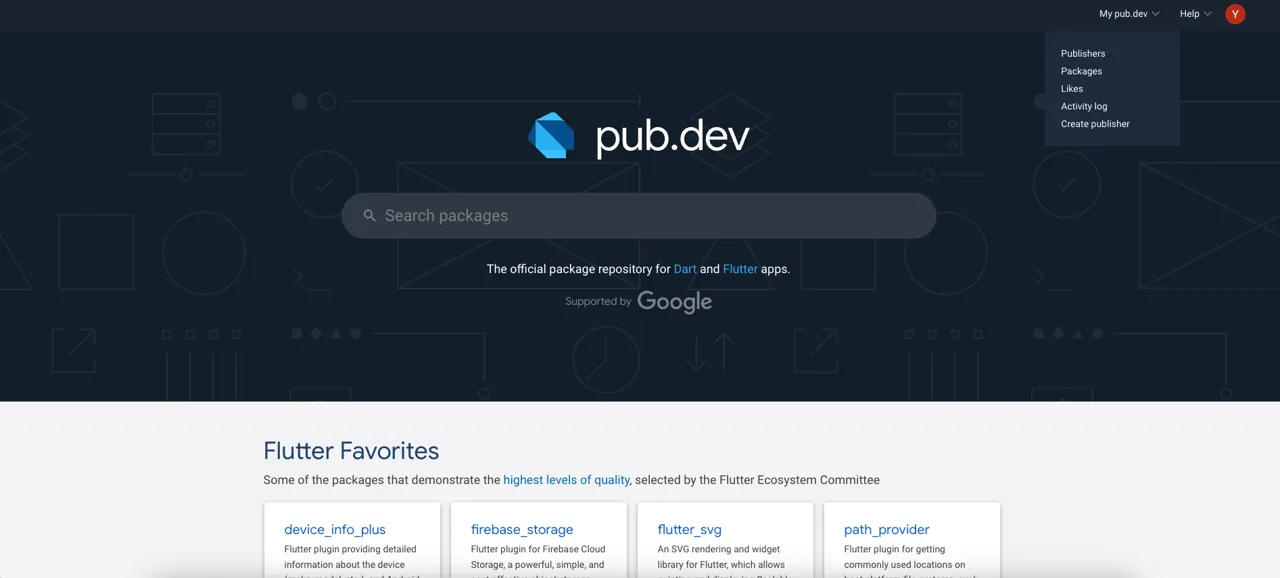 My pub.dev
Help
Y
Publishers
Packages
Likes
Activity log
Create publisher
pub.dev
Search packages
The official package repository for Dart and Flutter apps.
Supported by Google
Flutter Favorites
Some of the packages that demonstrate the highest levels of quality, selected by the Flutter Ecosystem Committee
device_info_plus
Flutter plugin providing detailed
information about the device
firebase_storage
Flutter plugin for Firebase Cloud
Storage, a powerful, simple, and
flutter_svg
An SVG rendering and widget
library for Flutter, which allows
path_provider
Flutter plugin for getting
commonly used locations on